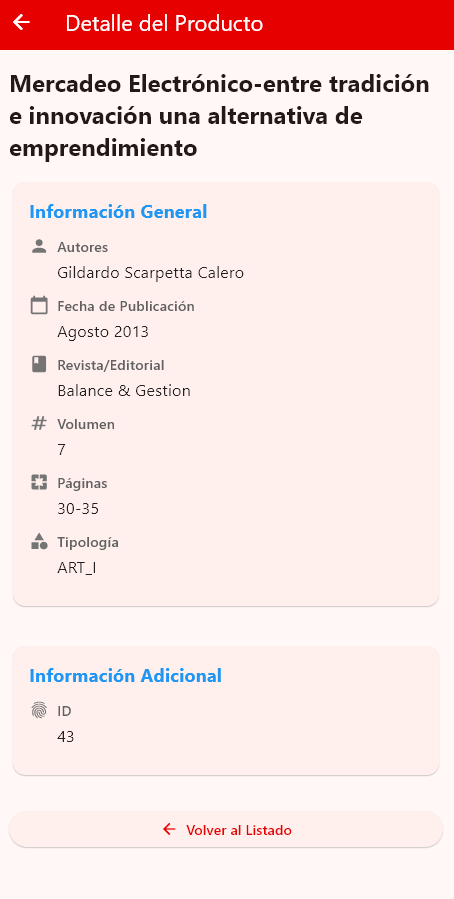 Detalle del Producto
Mercadeo Electrónico-entre tradición
e innovación una alternativa de
emprendimiento
Información General
Autores
Gildardo Scarpetta Calero
Fecha de Publicación
Agosto 2013
Revista/Editorial
Balance & Gestion
Volumen
7
Páginas
30-35
Tipología
ART_I
Información Adicional
ID
43
Volver al Listado